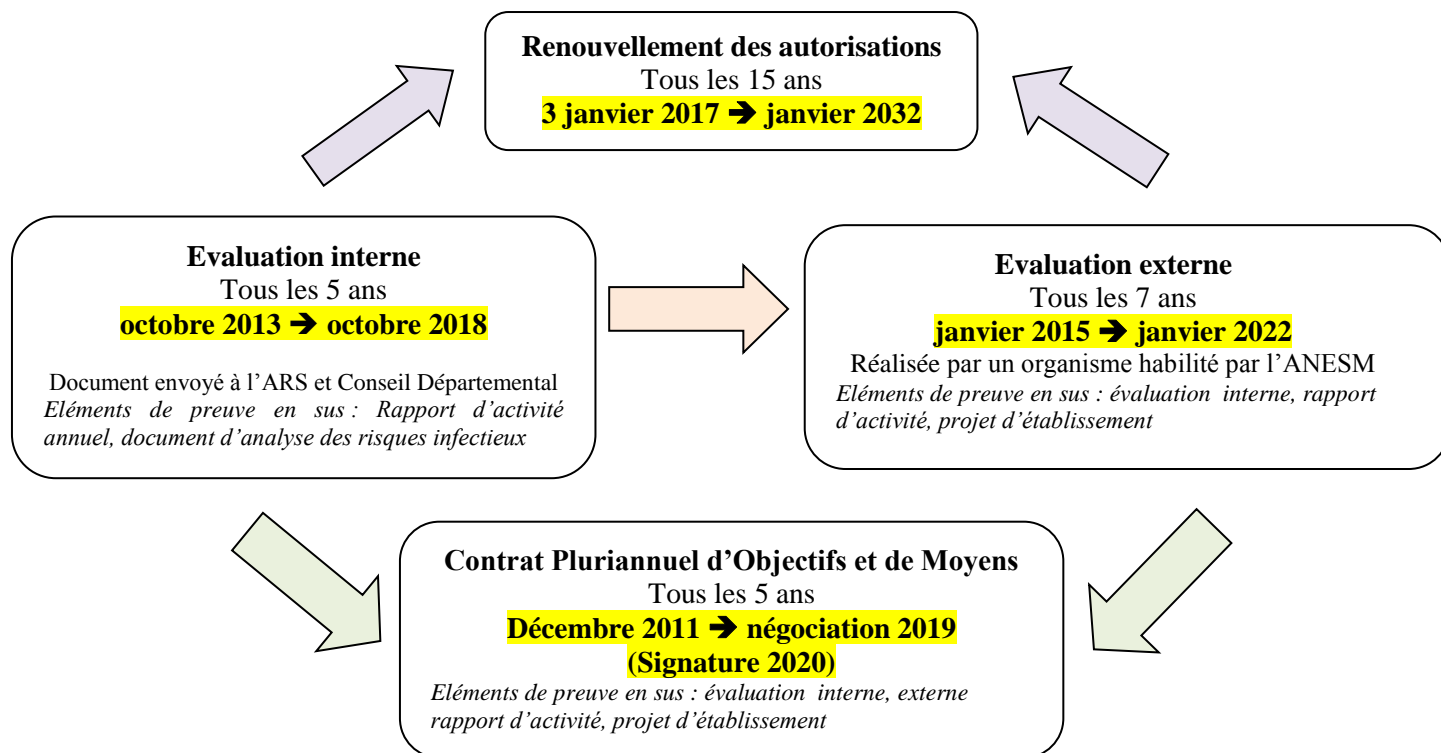 Renouvellement des autorisations
Tous les 15 ans
3 janvier 2017 ➔ janvier 2032
Evaluation interne
Tous les 5 ans
octobre 2013 ➔ octobre 2018
Document envoyé à l’ARS et Conseil Départemental
Eléments de preuve en sus : Rapport d’activité
annuel, document d’analyse des risques infectieux
Evaluation externe
Tous les 7 ans
janvier 2015 ➔ janvier 2022
Réalisée par un organisme habilité par l’ANESM
Eléments de preuve en sus : évaluation interne, rapport
d’activité, projet d’établissement
Contrat Pluriannuel d’Objectifs et de Moyens
Tous les 5 ans
Décembre 2011 ➔ négociation 2019
(Signature 2020)
Eléments de preuve en sus : évaluation interne, externe
rapport d’activité, projet d’établissement